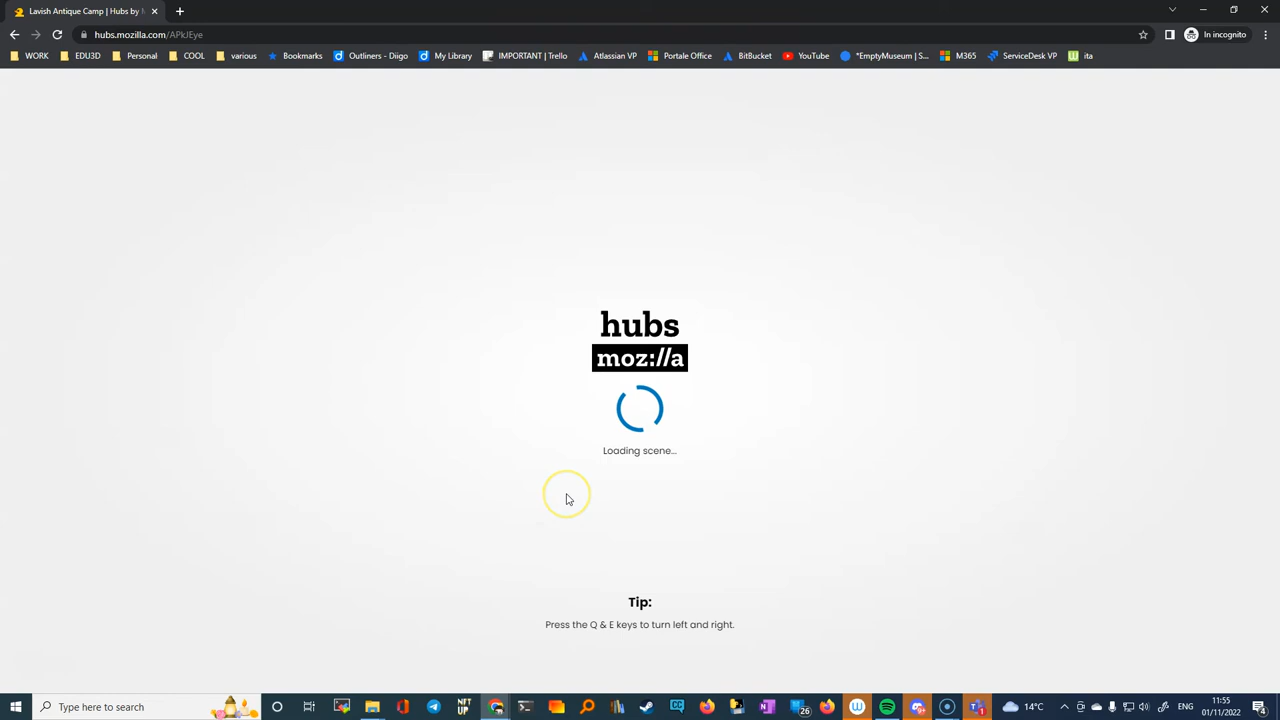 Lavish Antique Camp | Hubs by M
hubs.mozilla.com/APkJEye
In incognito
WORK EDU3D Personal COOL various Bookmarks Outliners - Diigo My Library IMPORTANT | Trello Atlassian VP Portale Office BitBucket YouTube *EmptyMuseum | S... M365 ServiceDesk VP ita
hubs
moz://a
Loading scene...
Tip:
Press the Q & E keys to turn left and right.
Type here to search
26
1
14°C
ENG
11:55
01/11/2022